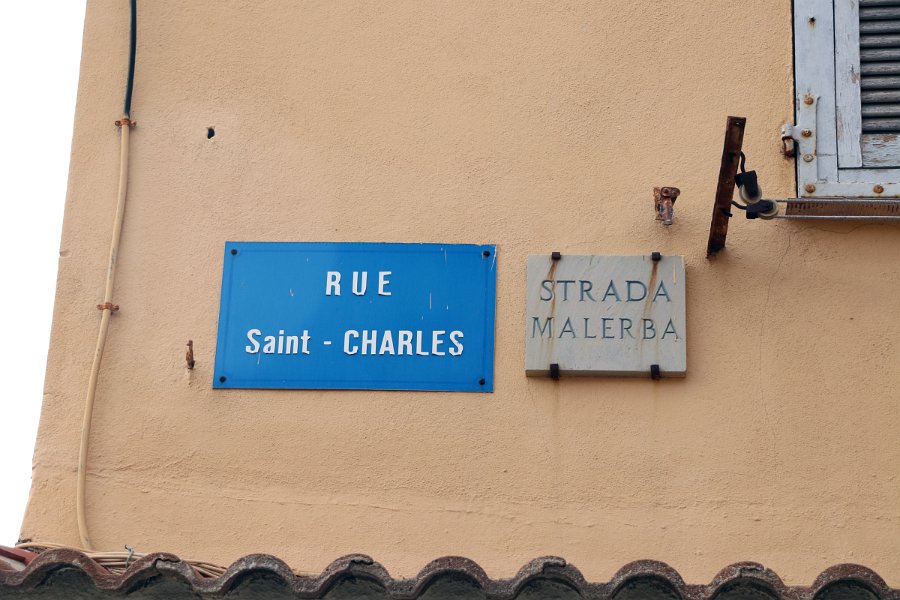 RUE
Saint - CHARLES
STRADA
MALERBA